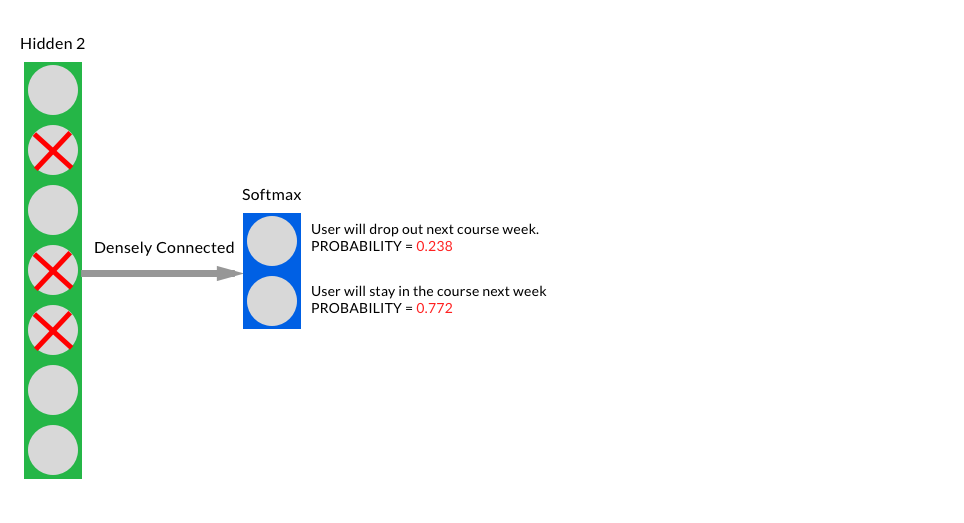 Hidden 2
Softmax
User will drop out next course week.
PROBABILITY = 0.238
Densely Connected
User will stay in the course next week
PROBABILITY = 0.772